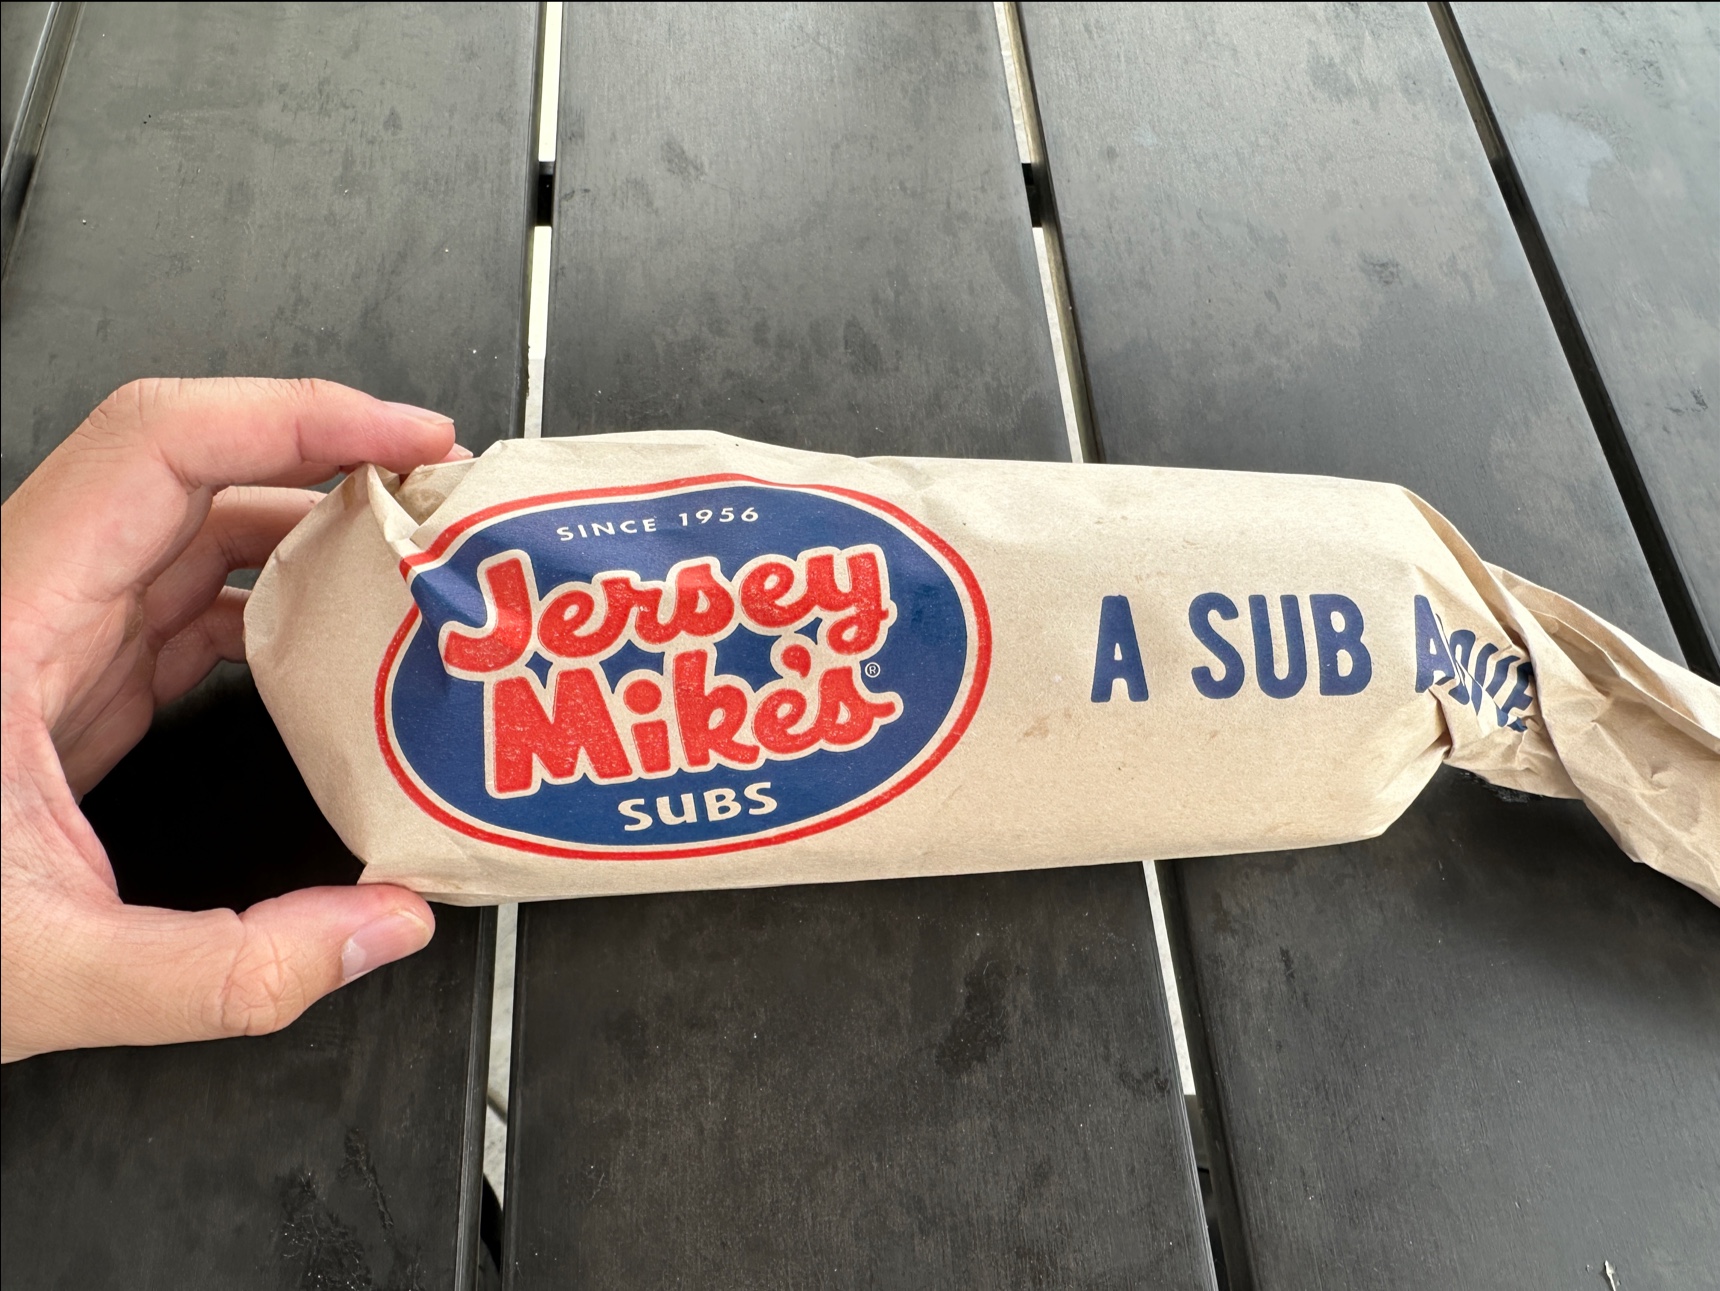 SINCE 1956
Jersey
Mike's®
SUBS
A SUB